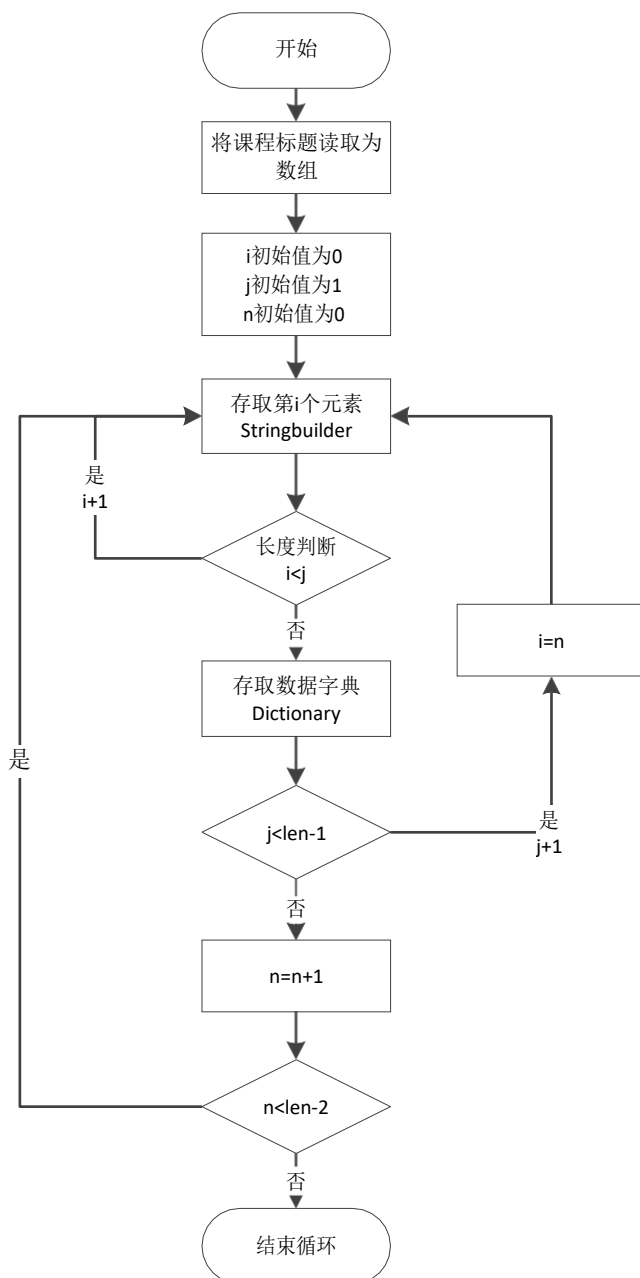 开始
将课程标题读取为
数组
i初始值为0
j初始值为1
n初始值为0
存取第i个元素
Stringbuilder
是
i+1
长度判断
i<j
否
i=n
存取数据字典
Dictionary
是
j<len-1
是
j+1
否
n=n+1
n<len-2
否
结束循环